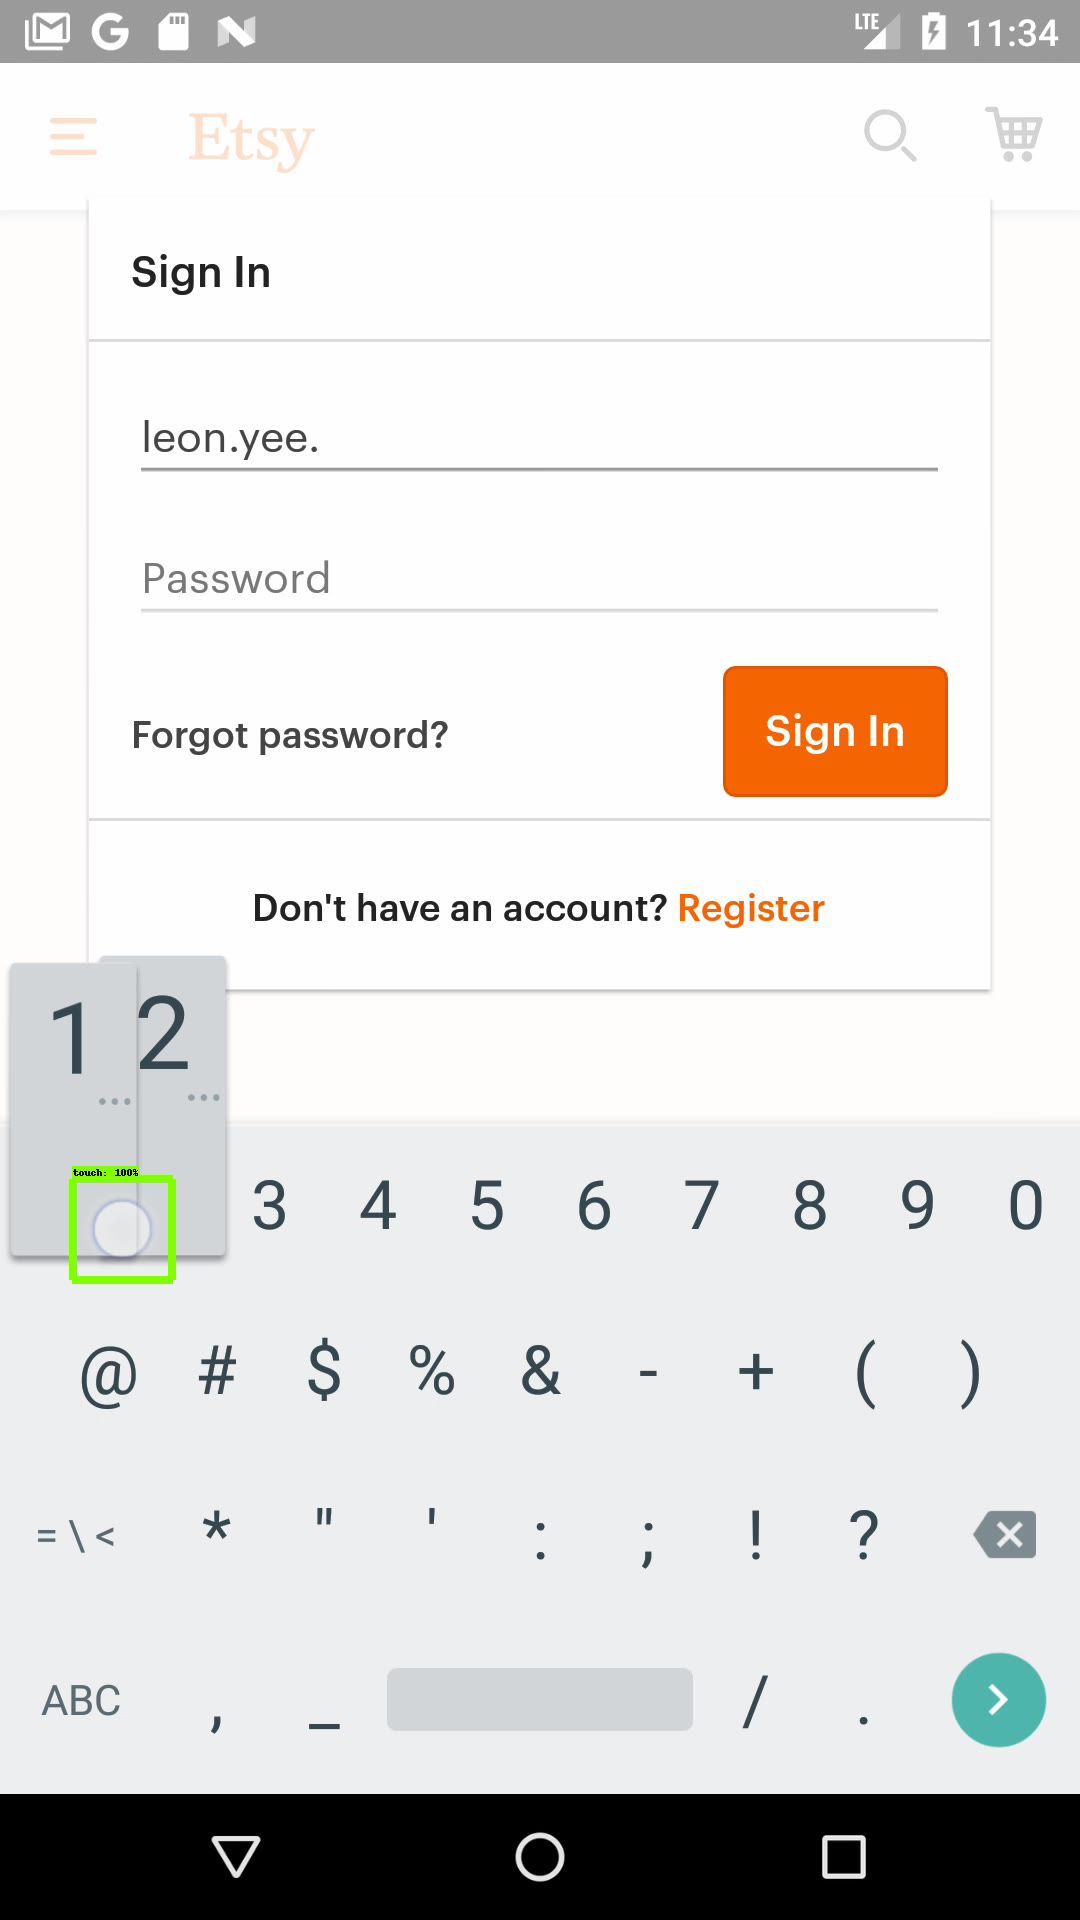 LTE 11:34
Etsy
Sign In
leon.yee.
Password
Forgot password?
Sign In
Don't have an account? Register
1 2
touch: 100%
3 4 5 6 7 8 9 0
@ # $ % & - + ( )
= \ < * " ' : ; ! ?
ABC , _ / .